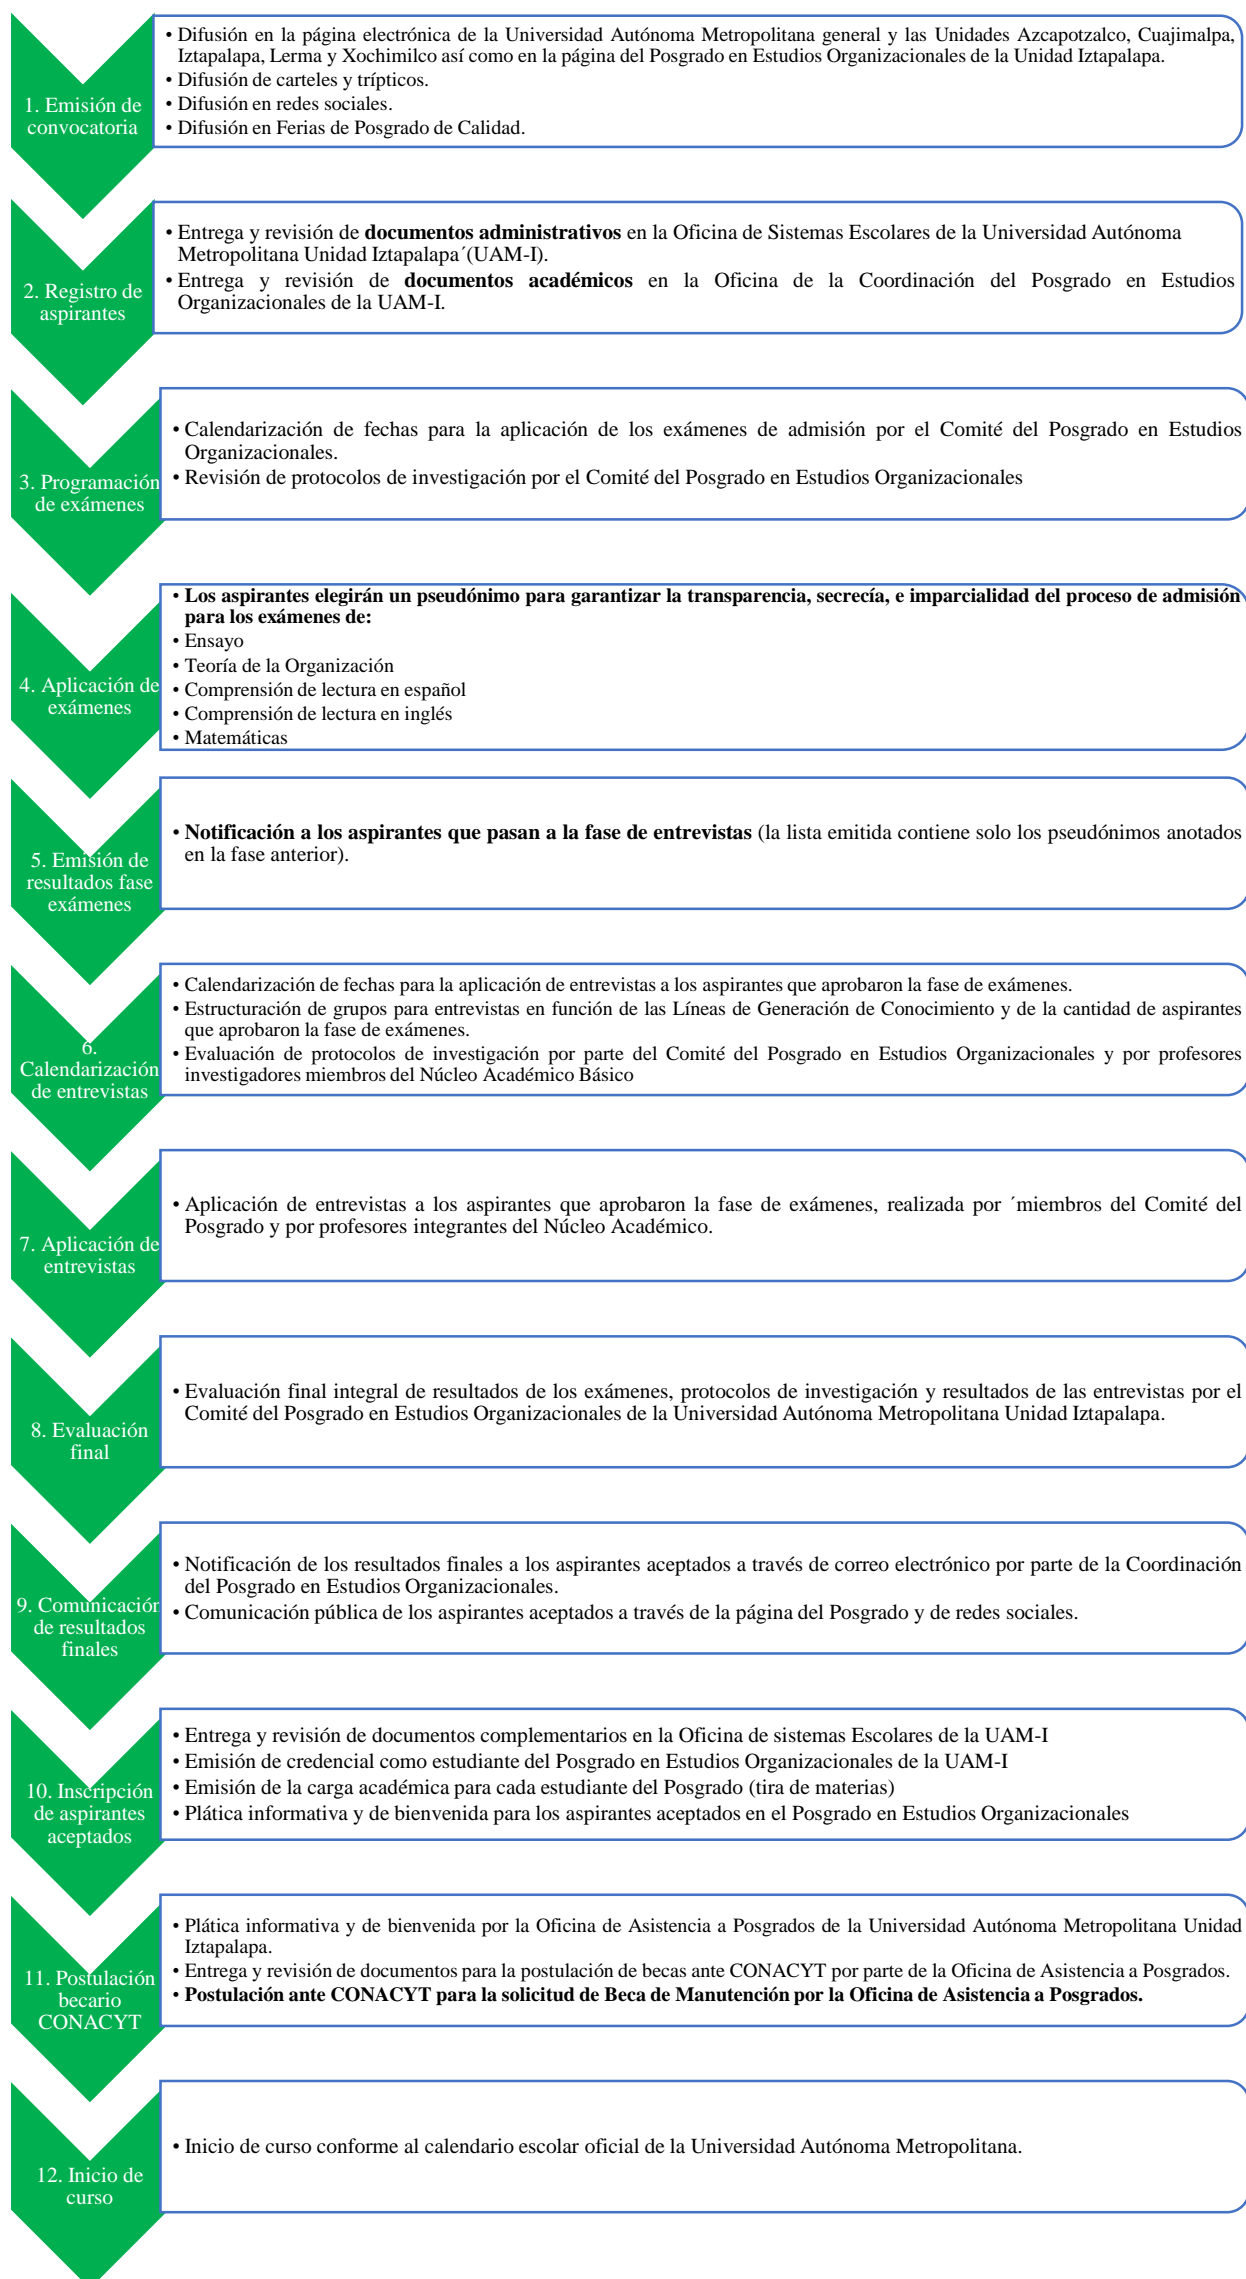 1. Emisión de
convocatoria
• Difusión en la página electrónica de la Universidad Autónoma Metropolitana general y las Unidades Azcapotzalco, Cuajimalpa,
Iztapalapa, Lerma y Xochimilco así como en la página del Posgrado en Estudios Organizacionales de la Unidad Iztapalapa.
• Difusión de carteles y trípticos.
• Difusión en redes sociales.
• Difusión en Ferias de Posgrado de Calidad.
2. Registro de
aspirantes
• Entrega y revisión de documentos administrativos en la Oficina de Sistemas Escolares de la Universidad Autónoma
Metropolitana Unidad Iztapalapa´(UAM-I).
• Entrega y revisión de documentos académicos en la Oficina de la Coordinación del Posgrado en Estudios
Organizacionales de la UAM-I.
3. Programación
de exámenes
• Calendarización de fechas para la aplicación de los exámenes de admisión por el Comité del Posgrado en Estudios
Organizacionales.
• Revisión de protocolos de investigación por el Comité del Posgrado en Estudios Organizacionales
4. Aplicación de
exámenes
• Los aspirantes elegirán un pseudónimo para garantizar la transparencia, secrecía, e imparcialidad del proceso de admisión
para los exámenes de:
• Ensayo
• Teoría de la Organización
• Comprensión de lectura en español
• Comprensión de lectura en inglés
• Matemáticas
5. Emisión de
resultados fase
exámenes
• Notificación a los aspirantes que pasan a la fase de entrevistas (la lista emitida contiene solo los pseudónimos anotados
en la fase anterior).
6.
Calendarización
de entrevistas
• Calendarización de fechas para la aplicación de entrevistas a los aspirantes que aprobaron la fase de exámenes.
• Estructuración de grupos para entrevistas en función de las Líneas de Generación de Conocimiento y de la cantidad de aspirantes
que aprobaron la fase de exámenes.
• Evaluación de protocolos de investigación por parte del Comité del Posgrado en Estudios Organizacionales y por profesores
investigadores miembros del Núcleo Académico Básico
7. Aplicación de
entrevistas
• Aplicación de entrevistas a los aspirantes que aprobaron la fase de exámenes, realizada por ´miembros del Comité del
Posgrado y por profesores integrantes del Núcleo Académico.
8. Evaluación
final
• Evaluación final integral de resultados de los exámenes, protocolos de investigación y resultados de las entrevistas por el
Comité del Posgrado en Estudios Organizacionales de la Universidad Autónoma Metropolitana Unidad Iztapalapa.
9. Comunicación
de resultados
finales
• Notificación de los resultados finales a los aspirantes aceptados a través de correo electrónico por parte de la Coordinación
del Posgrado en Estudios Organizacionales.
• Comunicación pública de los aspirantes aceptados a través de la página del Posgrado y de redes sociales.
10. Inscripción
de aspirantes
aceptados
• Entrega y revisión de documentos complementarios en la Oficina de sistemas Escolares de la UAM-I
• Emisión de credencial como estudiante del Posgrado en Estudios Organizacionales de la UAM-I
• Emisión de la carga académica para cada estudiante del Posgrado (tira de materias)
• Plática informativa y de bienvenida para los aspirantes aceptados en el Posgrado en Estudios Organizacionales
11. Postulación
becario
CONACYT
• Plática informativa y de bienvenida por la Oficina de Asistencia a Posgrados de la Universidad Autónoma Metropolitana Unidad
Iztapalapa.
• Entrega y revisión de documentos para la postulación de becas ante CONACYT por parte de la Oficina de Asistencia a Posgrados.
• Postulación ante CONACYT para la solicitud de Beca de Manutención por la Oficina de Asistencia a Posgrados.
12. Inicio de
curso
• Inicio de curso conforme al calendario escolar oficial de la Universidad Autónoma Metropolitana.